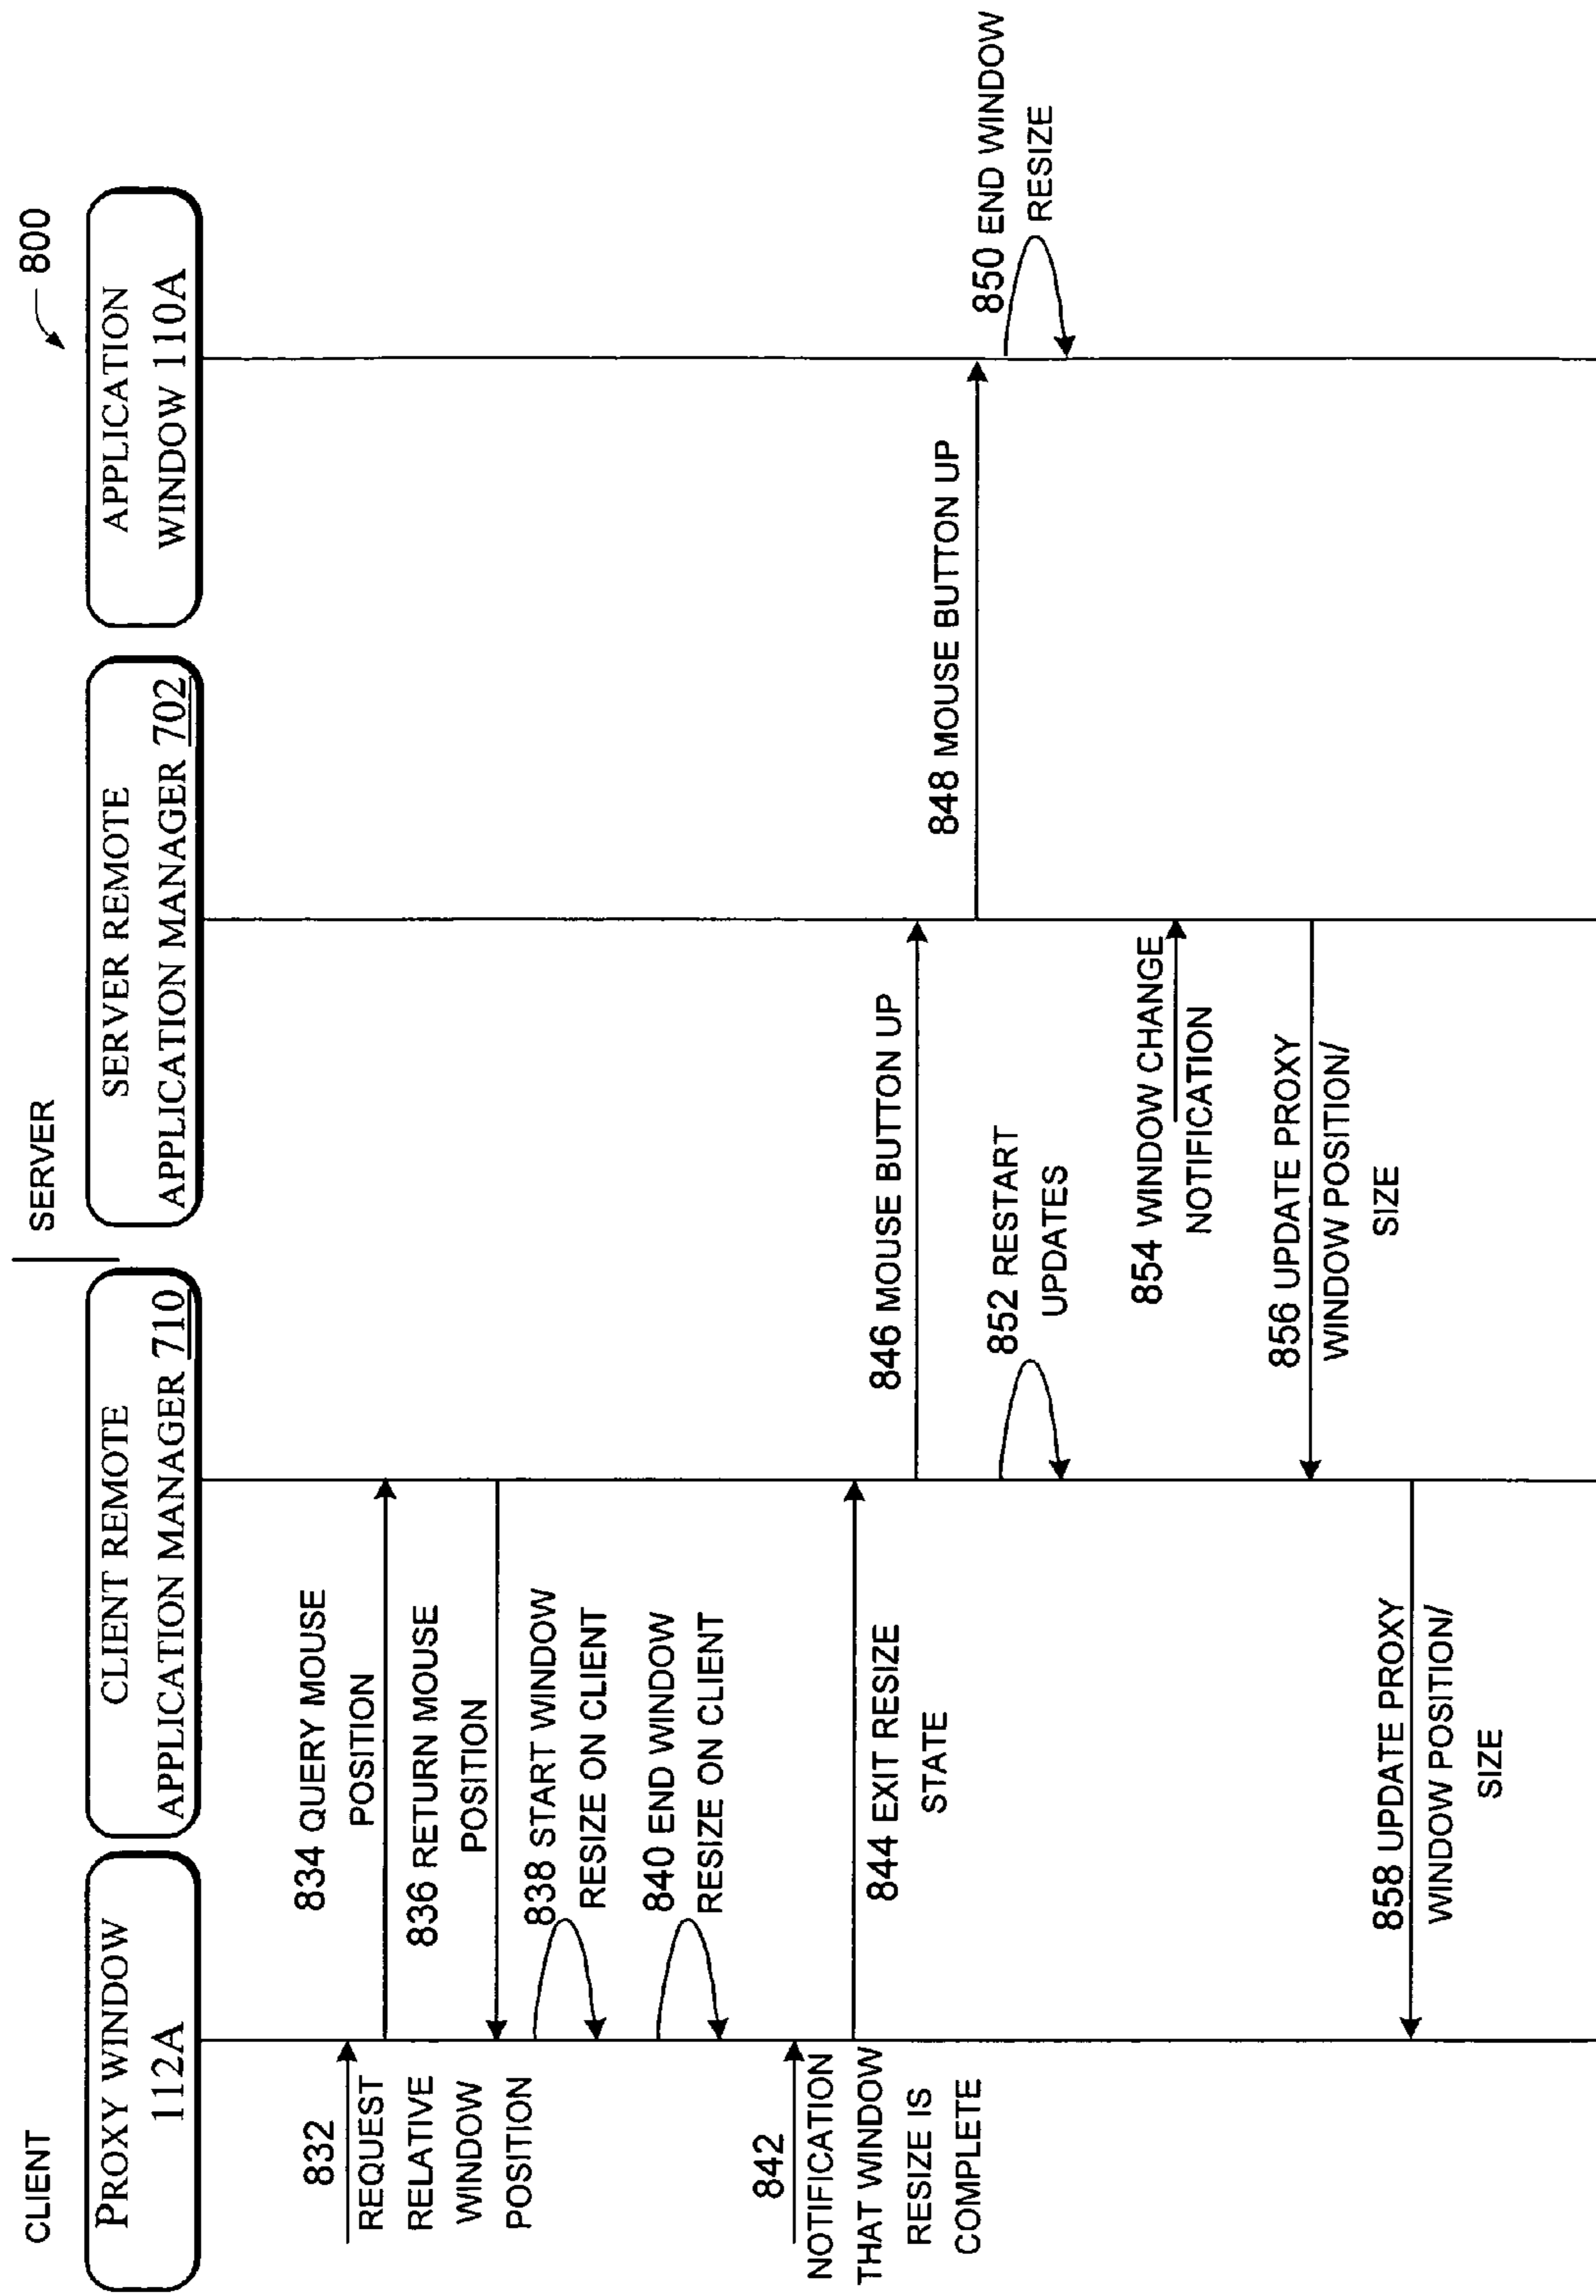 CLIENT
SERVER
800
PROXY WINDOW
112A
CLIENT REMOTE
APPLICATION MANAGER 710
SERVER REMOTE
APPLICATION MANAGER 702
APPLICATION
WINDOW 110A
832
REQUEST
RELATIVE
WINDOW
POSITION
834 QUERY MOUSE
POSITION
836 RETURN MOUSE
POSITION
838 START WINDOW
RESIZE ON CLIENT
840 END WINDOW
RESIZE ON CLIENT
842
NOTIFICATION
THAT WINDOW
RESIZE IS
COMPLETE
844 EXIT RESIZE
STATE
846 MOUSE BUTTON UP
848 MOUSE BUTTON UP
850 END WINDOW
RESIZE
852 RESTART
UPDATES
854 WINDOW CHANGE
NOTIFICATION
856 UPDATE PROXY
WINDOW POSITION/
SIZE
858 UPDATE PROXY
WINDOW POSITION/
SIZE